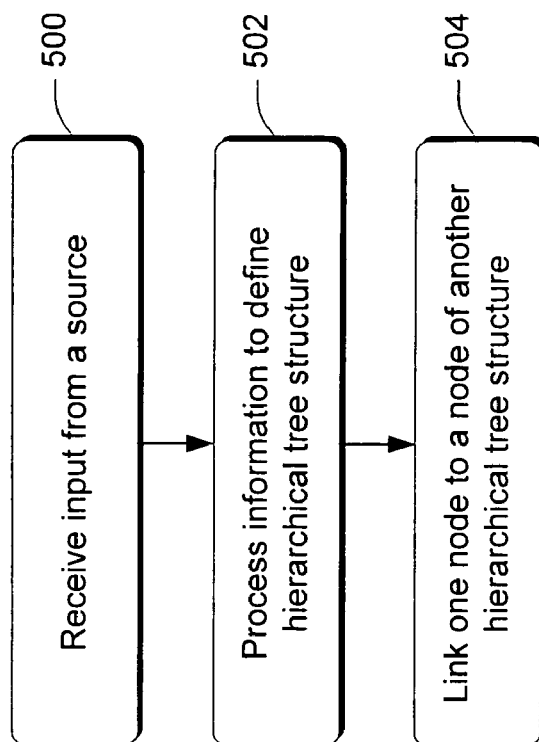 500
Receive input from a source
502
Process information to define
hierarchical tree structure
504
Link one node to a node of another
hierarchical tree structure